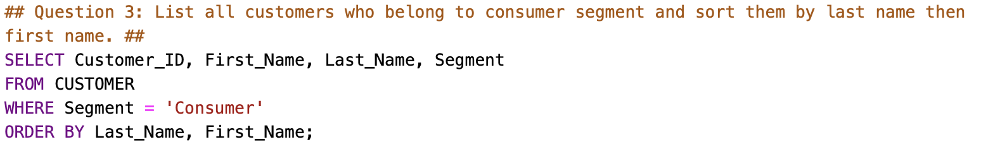 ## Question 3: List all customers who belong to consumer segment and sort them by last name then
first name. ##
SELECT Customer_ID, First_Name, Last_Name, Segment
FROM CUSTOMER
WHERE Segment = 'Consumer'
ORDER BY Last_Name, First_Name;